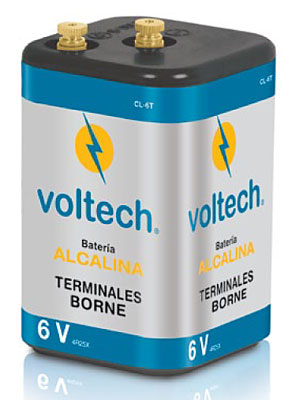 CL-6T
voltech®
Batería
ALCALINA
TERMINALES
BORNE
6 V 4R25X
CL-6T
voltech®
Batería
ALCALINA
TERMINALES
BORNE
6 V 4R25X